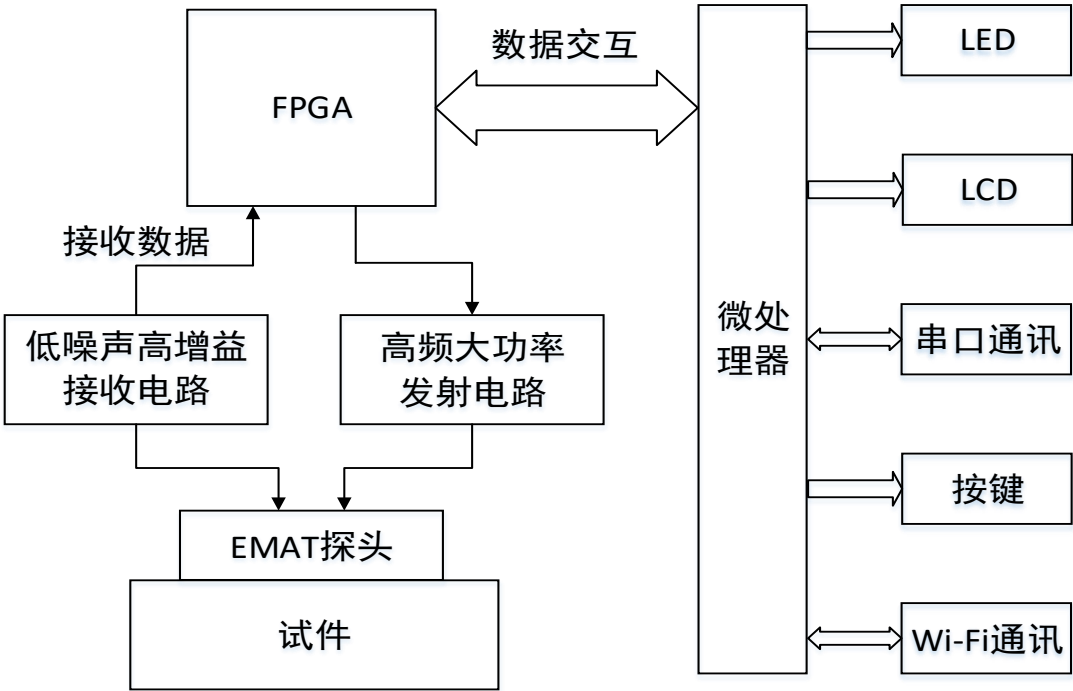 数据交互
LED
FPGA
LCD
接收数据
低噪声高增益
接收电路
高频大功率
发射电路
微处
理器
串口通讯
按键
EMAT探头
试件
Wi-Fi通讯